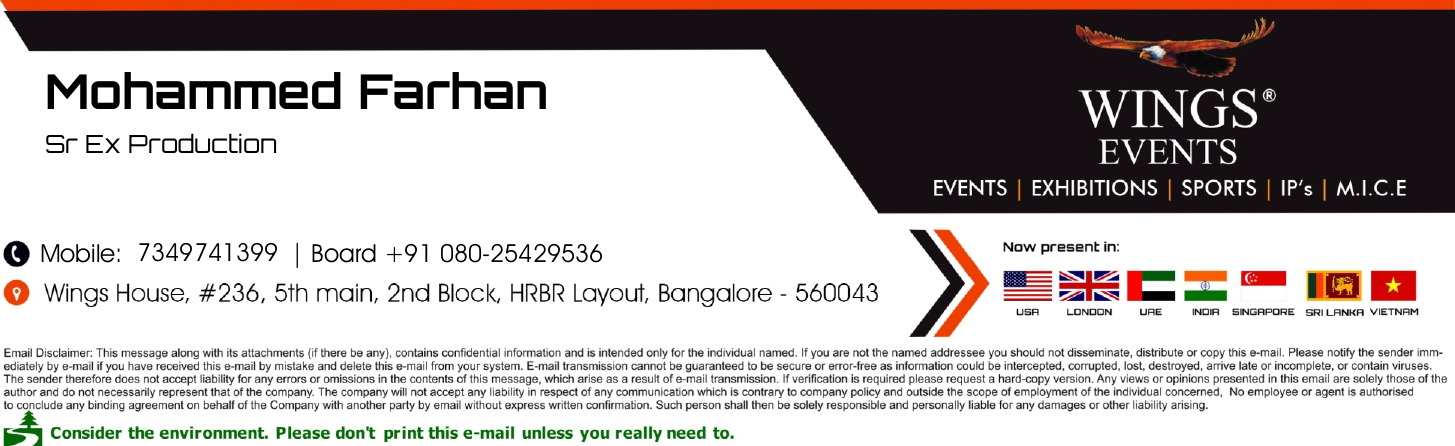 Mohammed Farhan
Sr Ex Production
WINGS®
EVENTS
EVENTS | EXHIBITIONS | SPORTS | IP's | M.I.C.E
Mobile: 7349741399 | Board +91 080-25429536
Wings House, #236, 5th main, 2nd Block, HRBR Layout, Bangalore - 560043
Now present in:
USA LONDON UAE INDIA SINGAPORE SRI LANKA VIETNAM
Email Disclaimer: This message along with its attachments (if there be any), contains confidential information and is intended only for the individual named. If you are not the named addressee you should not disseminate, distribute or copy this e-mail. Please notify the sender imm-
ediately by e-mail if you have received this e-mail by mistake and delete this e-mail from your system. E-mail transmission cannot be guaranteed to be secure or error-free as information could be intercepted, corrupted, lost, destroyed, arrive late or incomplete, or contain viruses.
The sender therefore does not accept liability for any errors or omissions in the contents of this message, which arise as a result of e-mail transmission. If verification is required please request a hard-copy version. Any views or opinions presented in this email are solely those of the
author and do not necessarily represent that of the company. The company will not accept any liability in respect of any communication which is contrary to company policy and outside the scope of employment of the individual concerned, No employee or agent is authorised
to conclude any binding agreement on behalf of the Company with another party by email without express written confirmation. Such person shall then be solely responsible and personally liable for any damages or other liability arising.
Consider the environment. Please don't print this e-mail unless you really need to.